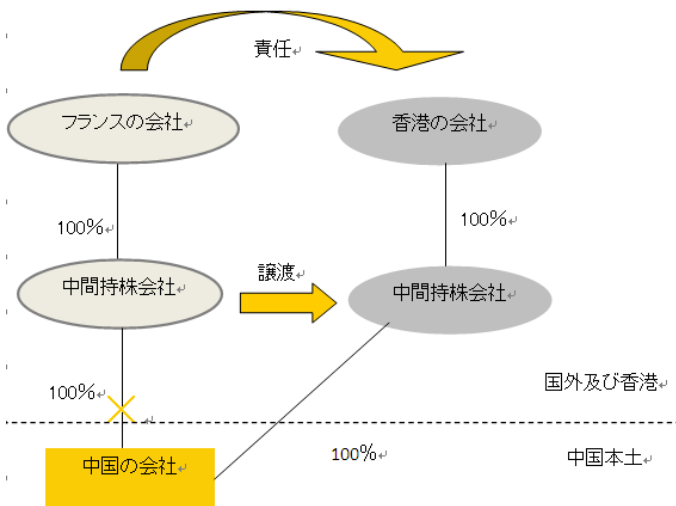 責任
フランスの会社
香港の会社
100%
100%
中間持株会社
譲渡
中間持株会社
100%
国外及び香港
中国の会社
100%
中国本土